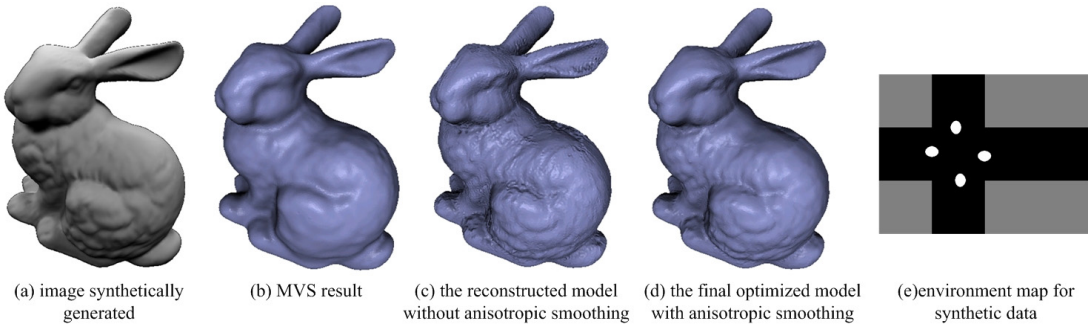 (a) image synthetically
generated
(b) MVS result
(c) the reconstructed model
without anisotropic smoothing
(d) the final optimized model
with anisotropic smoothing
(e)environment map for
synthetic data